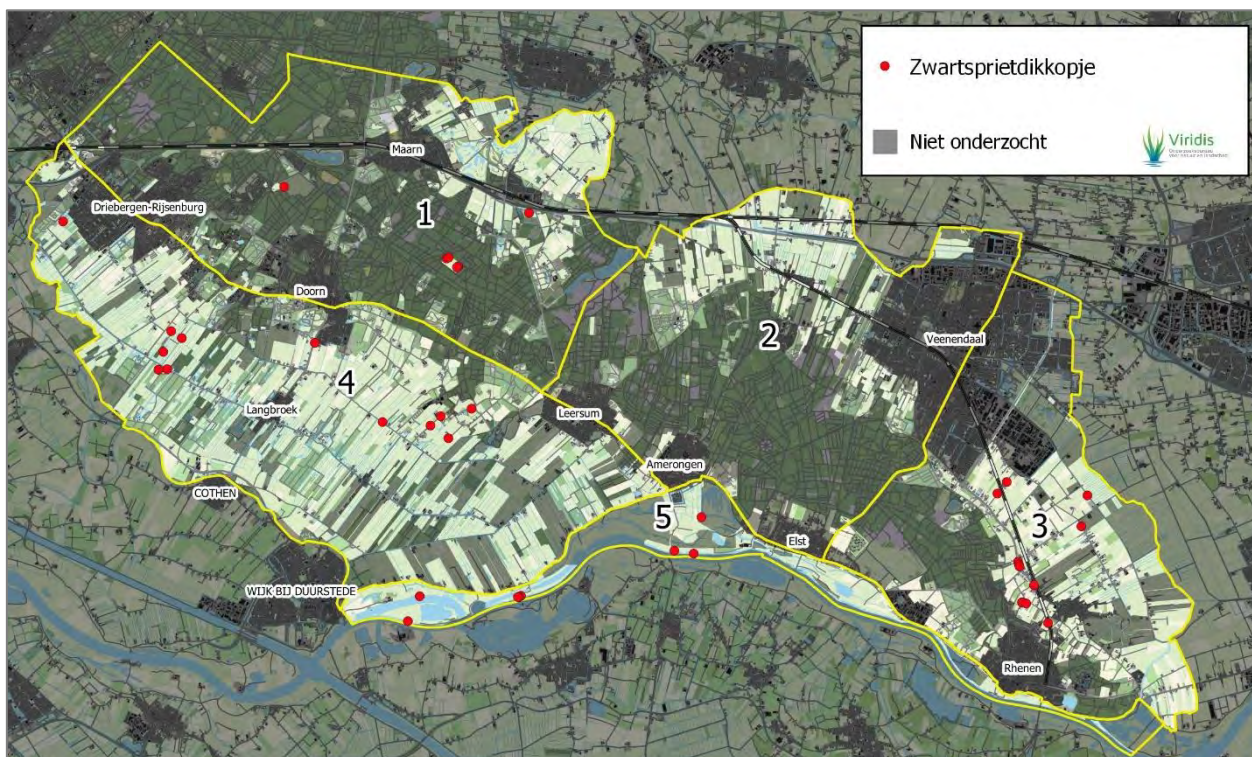 Zwartsprietdikkopje
Niet onderzocht
Viridis
Maarn
1
Driebergen-Rijsenburg
Doorn
2
Veenendaal
4
Langbroek
Leersum
Amerongen
COTHEN
5
Elst
3
WIJK BIJ DUURSTEDE
Rhenen